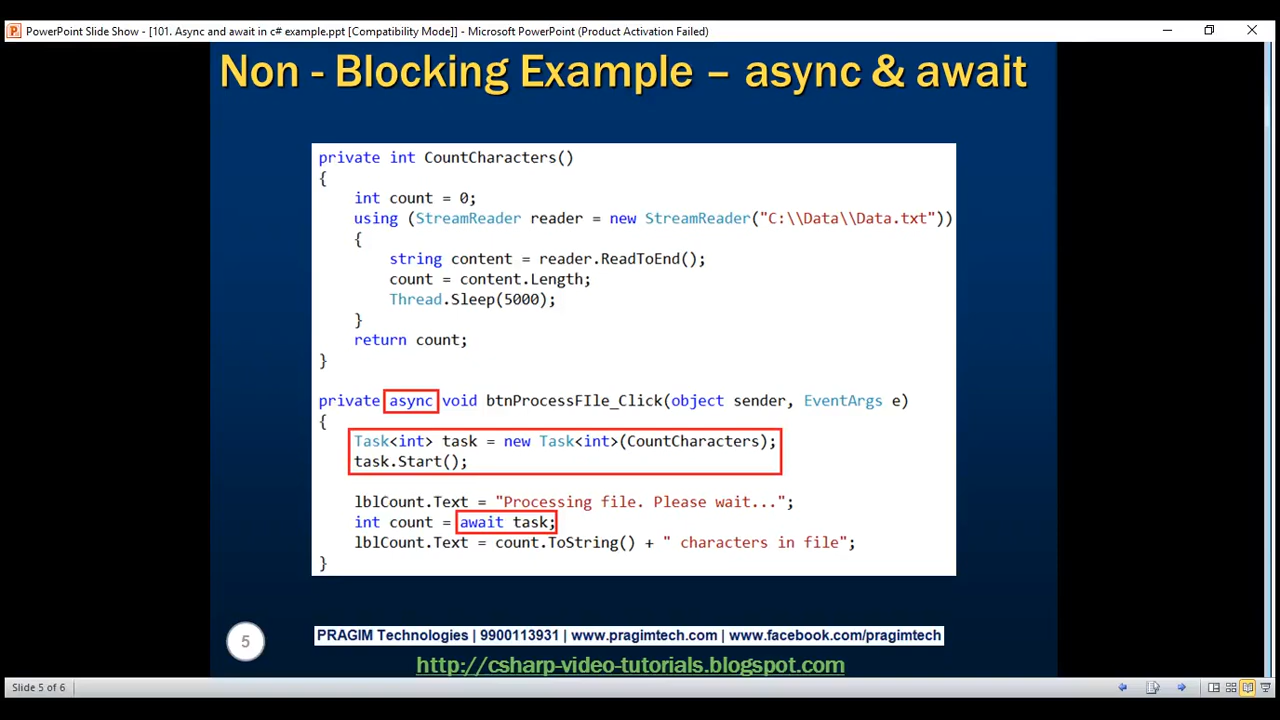 PowerPoint Slide Show - [101. Async and await in c# example.ppt [Compatibility Mode]] - Microsoft PowerPoint (Product Activation Failed)
Non - Blocking Example – async & await
private int CountCharacters()
{
    int count = 0;
    using (StreamReader reader = new StreamReader("C:\\Data\\Data.txt"))
    {
        string content = reader.ReadToEnd();
        count = content.Length;
        Thread.Sleep(5000);
    }
    return count;
}
private async void btnProcessFIle_Click(object sender, EventArgs e)
{
    Task<int> task = new Task<int>(CountCharacters);
    task.Start();
    lblCount.Text = "Processing file. Please wait...";
    int count = await task;
    lblCount.Text = count.ToString() + " characters in file";
}
5
PRAGIM Technologies | 9900113931 | www.pragimtech.com | www.facebook.com/pragimtech
http://csharp-video-tutorials.blogspot.com
Slide 5 of 6